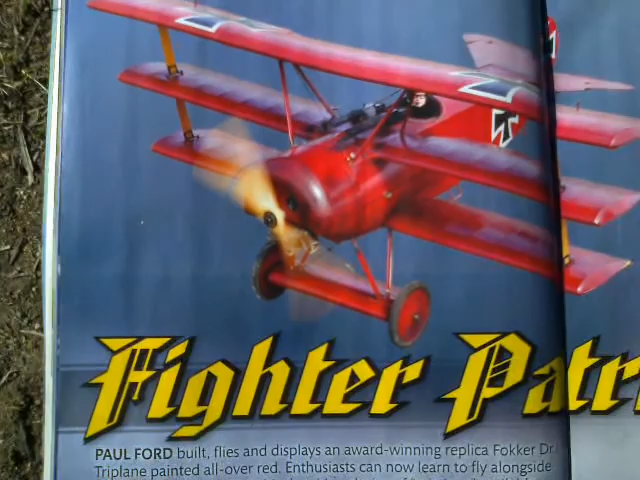 Fighter Patr
PAUL FORD built, flies and displays an award-winning replica Fokker Dr
Triplane painted all-over red. Enthusiasts can now learn to fly alongside